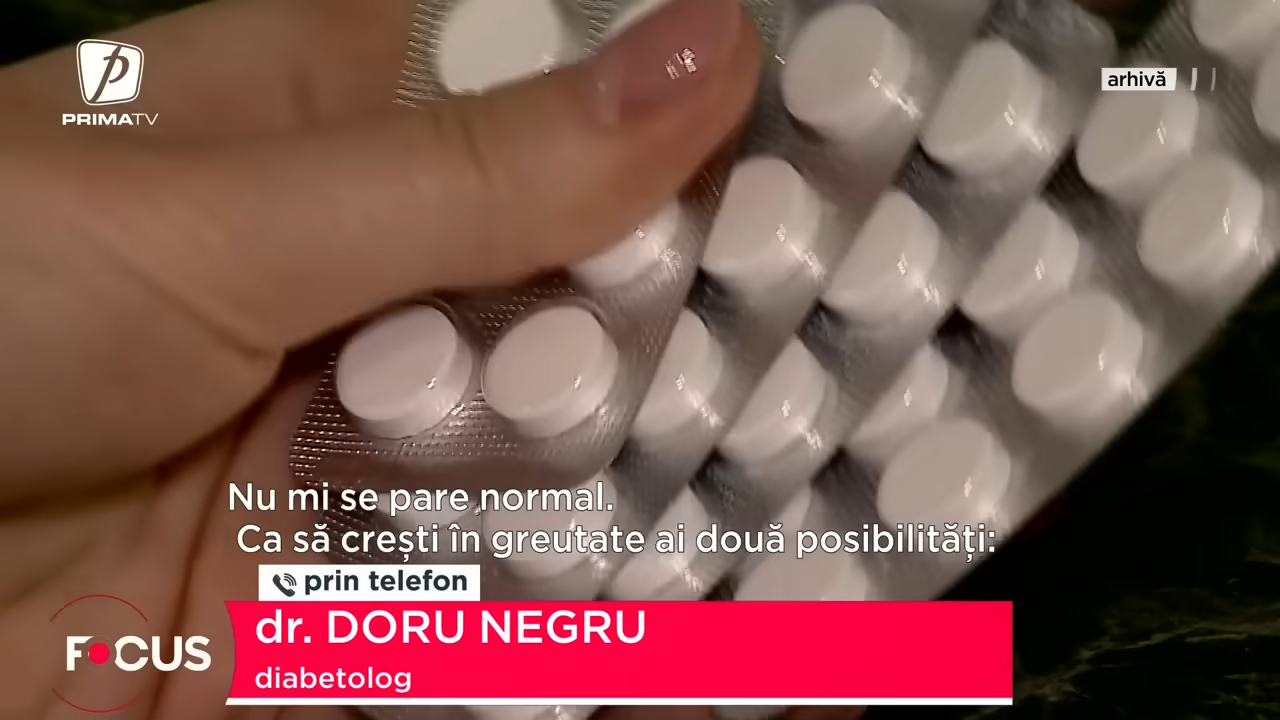 PRIMATV
arhivă
Nu mi se pare normal.
Ca să crești în greutate ai două posibilități:
prin telefon
dr. DORU NEGRU
diabetolog
FOCUS